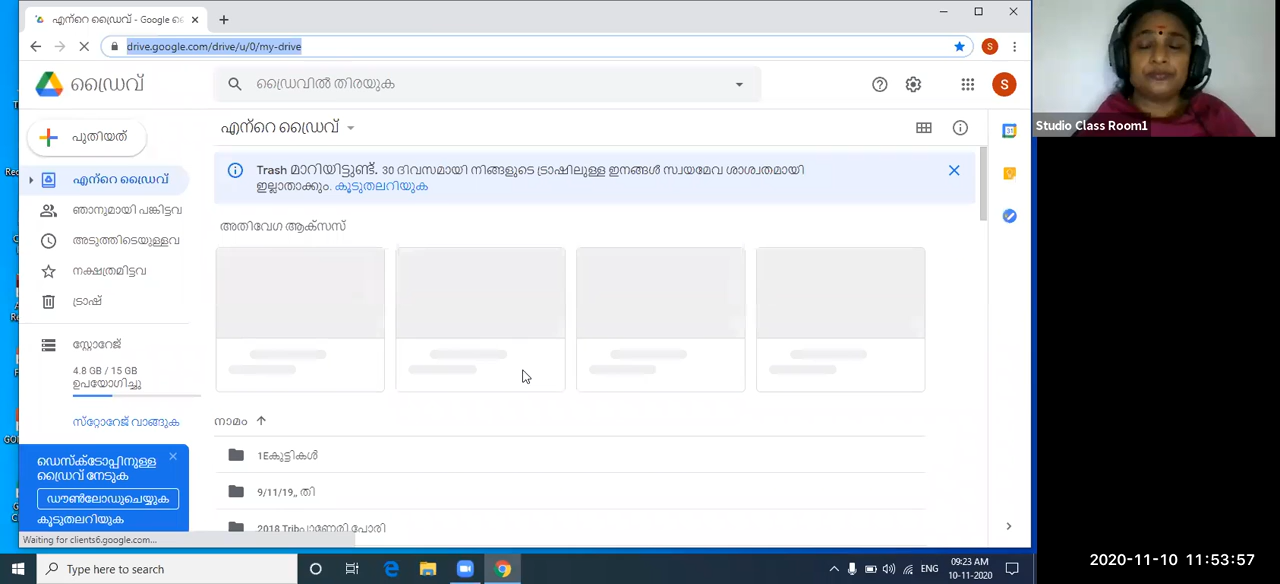 എന്റെ ഡ്രൈവ് - Google ഡ്രൈ
drive.google.com/drive/u/0/my-drive
S
ഡ്രൈവ്
ഡ്രൈവിൽ തിരയുക
S
Studio Class Room1
പുതിയത്
എന്റെ ഡ്രൈവ്
എന്റെ ഡ്രൈവ്
ഞാനുമായി പങ്കിട്ടവ
അടുത്തിടെയുള്ളവ
നക്ഷത്രമിട്ടവ
ട്രാഷ്
സ്റ്റോറേജ്
4.8 GB / 15 GB
ഉപയോഗിച്ചു
സ്റ്റോറേജ് വാങ്ങുക
ഡെസ്ക്ടോപ്പിനുള്ള
ഡ്രൈവ് നേടുക
ഡൗൺലോഡുചെയ്യുക
കൂടുതലറിയുക
Waiting for clients6.google.com...
Trash മാറിയിട്ടുണ്ട്. 30 ദിവസമായി നിങ്ങളുടെ ട്രാഷിലുള്ള ഇനങ്ങൾ സ്വയമേവ ശാശ്വതമായി
ഇല്ലാതാക്കും. കൂടുതലറിയുക
അതിവേഗ ആക്സസ്
നാമം
1Eകുട്ടികൾ
9/11/19,, തി
2018 Tribപാണേരി പോരി
31
Type here to search
ENG
09:23 AM
10-11-2020
2020-11-10 11:53:57